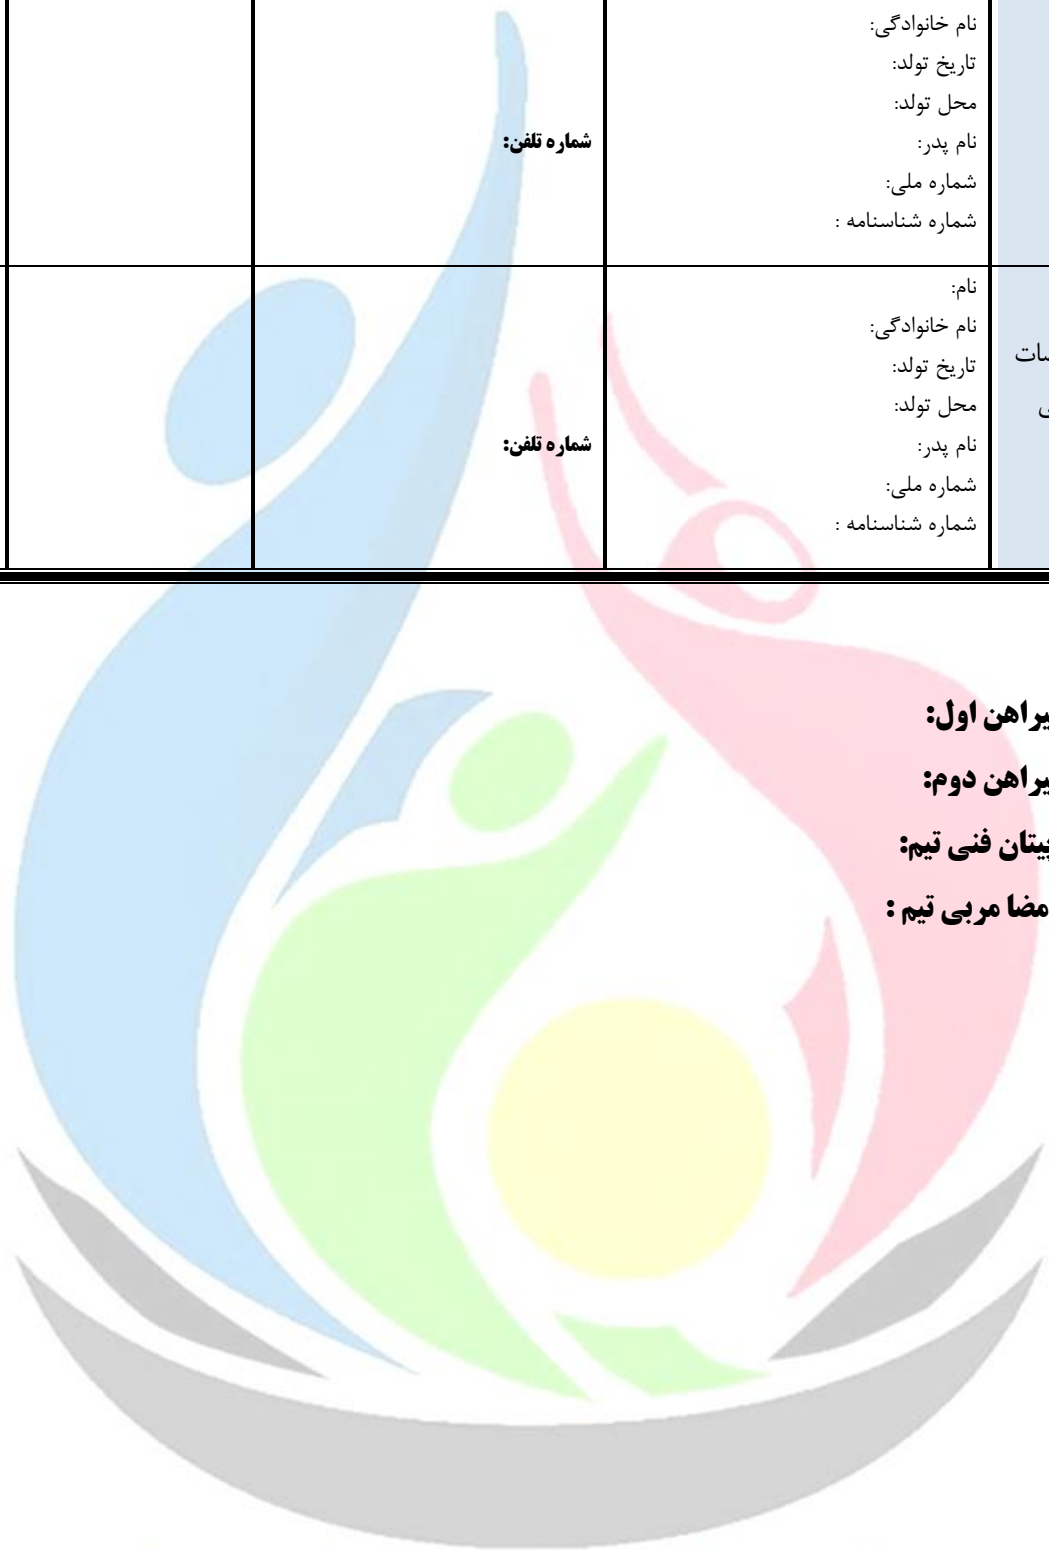 نام خانوادگی:
تاریخ تولد:
محل تولد:
نام پدر:
شماره ملی:
شماره شناسنامه :
شماره تلفن:
نام:
نام خانوادگی:
تاریخ تولد:
محل تولد:
نام پدر:
شماره ملی:
شماره شناسنامه :
شماره تلفن:
یراهن اول:
یراهن دوم:
پیتان فنی تیم:
مضا مربی تیم :